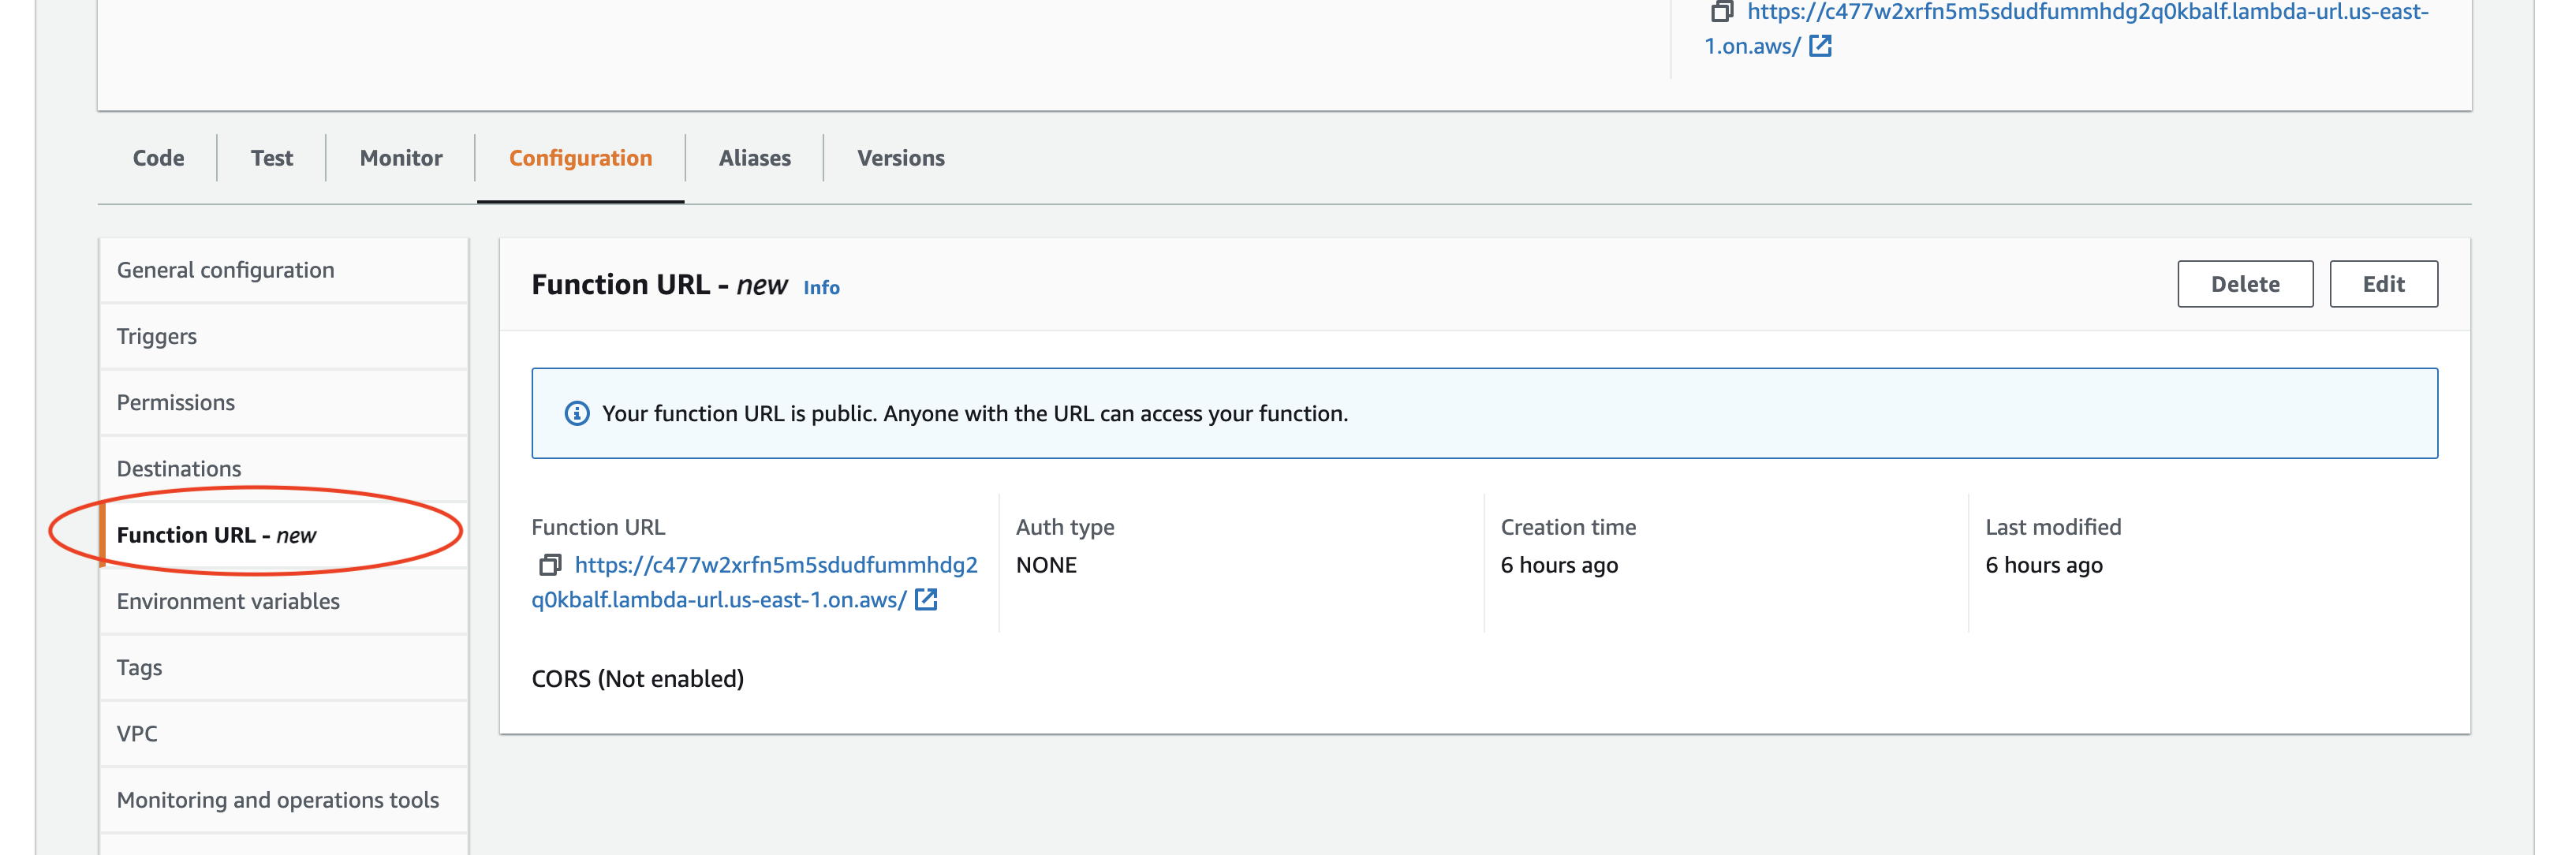 https://c477w2xrfn5m5sdudfummhdg2q0kbalf.lambda-url.us-east-
1.on.aws/
Code
Test
Monitor
Configuration
Aliases
Versions
General configuration
Triggers
Permissions
Destinations
Function URL - new
Environment variables
Tags
VPC
Monitoring and operations tools
Function URL - new Info
Delete
Edit
Your function URL is public. Anyone with the URL can access your function.
Function URL
https://c477w2xrfn5m5sdudfummhdg2
q0kbalf.lambda-url.us-east-1.on.aws/
Auth type
NONE
Creation time
6 hours ago
Last modified
6 hours ago
CORS (Not enabled)